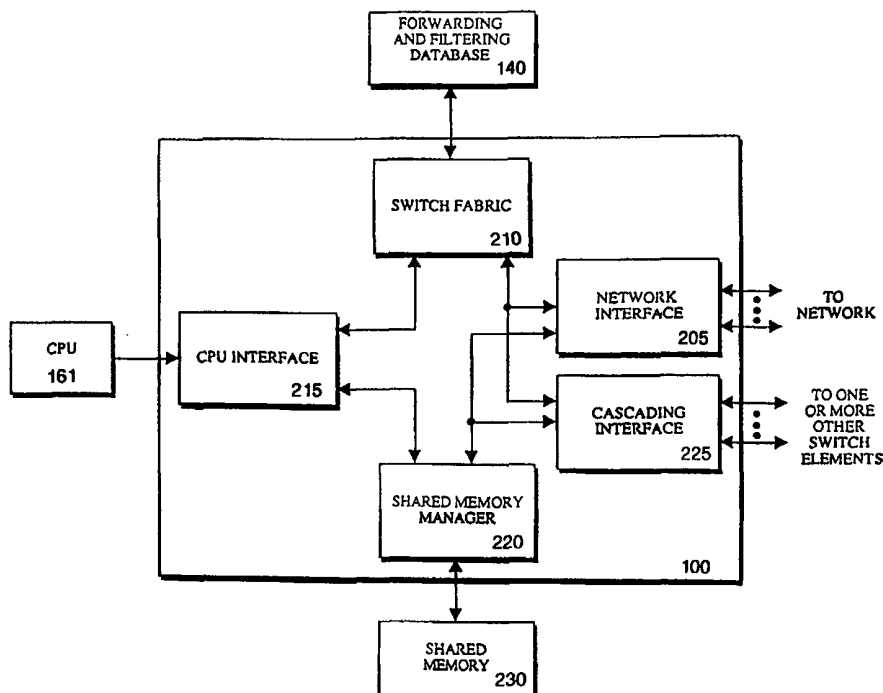 FORWARDING
AND FILTERING
DATABASE
140
SWITCH FABRIC
210
NETWORK
INTERFACE
205
TO
NETWORK
CPU
161
CPU INTERFACE
215
CASCADING
INTERFACE
225
TO ONE
OR MORE
OTHER
SWITCH
ELEMENTS
SHARED MEMORY
MANAGER
220
100
SHARED
MEMORY
230